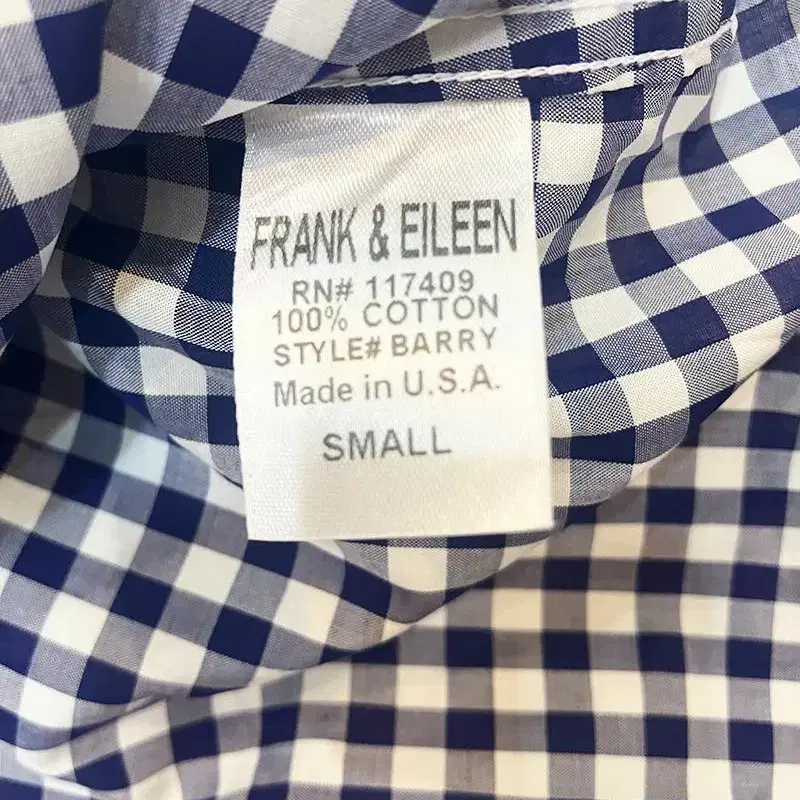 FRANK & EILEEN
RN# 117409
100% COTTON
STYLE# BARRY
Made in U.S.A.
SMALL